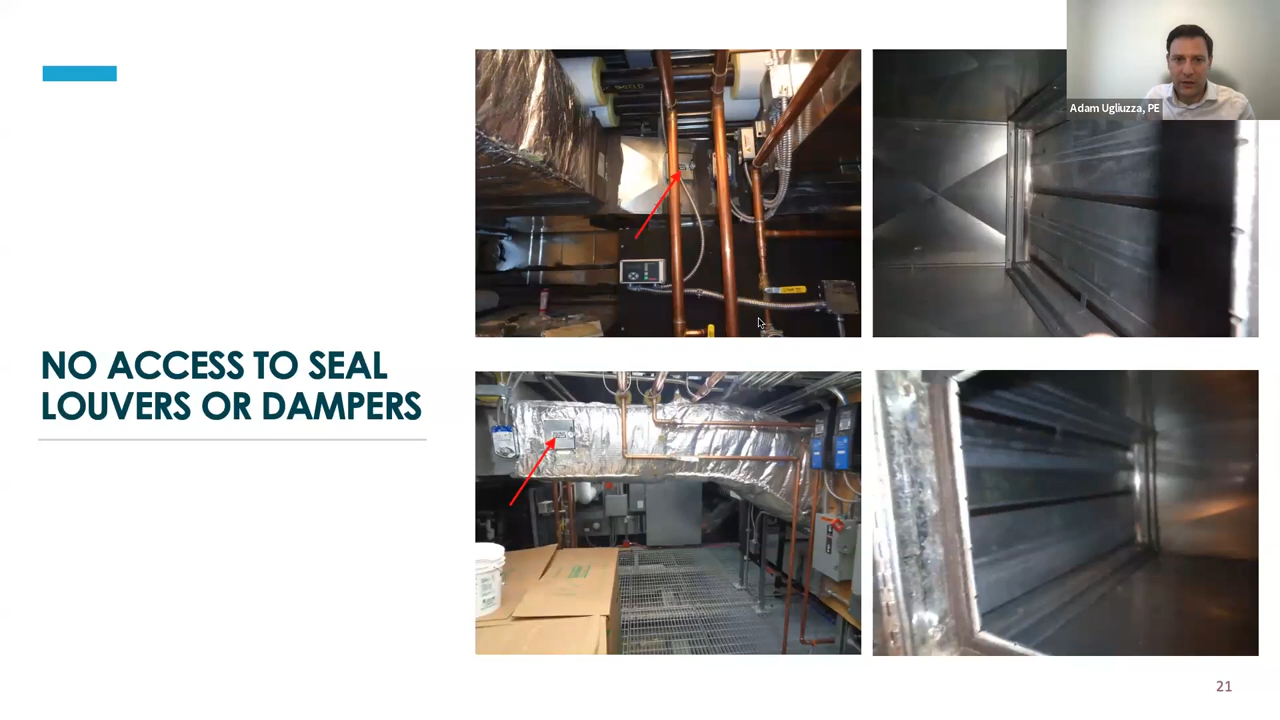 Adam Ugliuzza, PE
NO ACCESS TO SEAL
LOUVERS OR DAMPERS
21